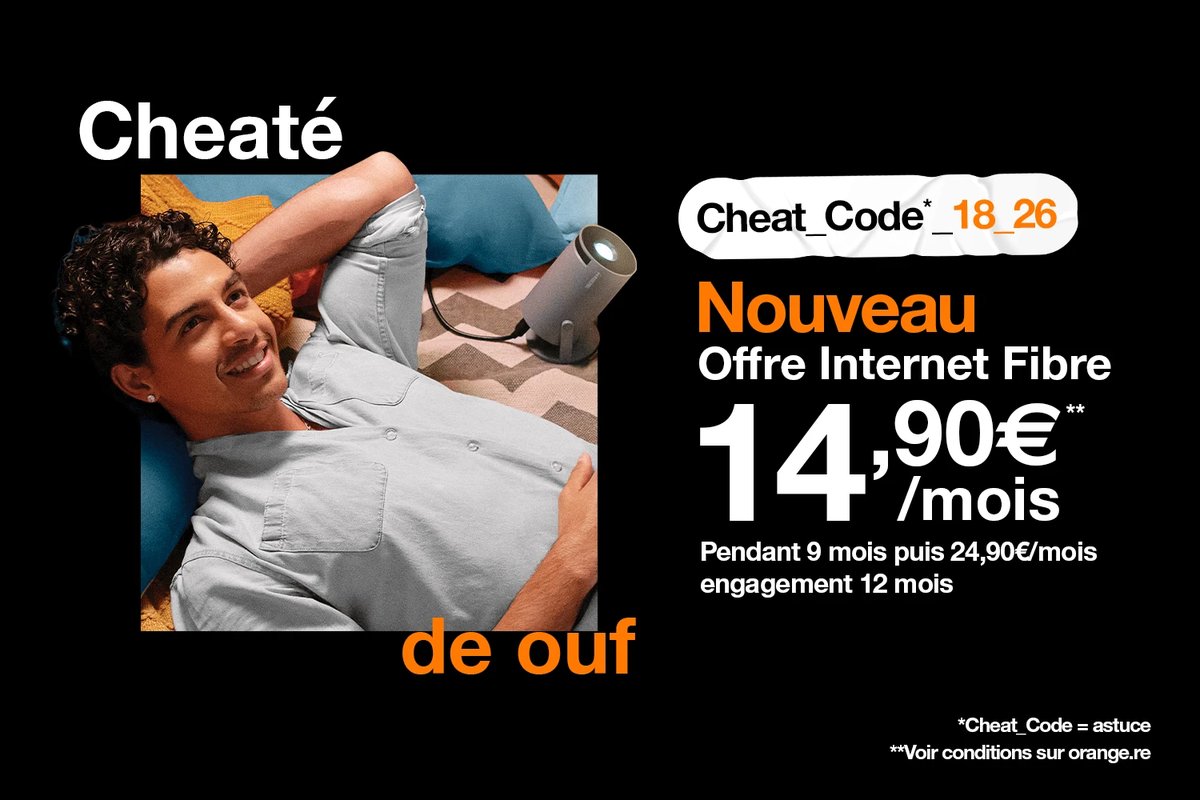 Cheaté
de ouf
Cheat_Code*_18_26
Nouveau
Offre Internet Fibre
14,90€**
/mois
Pendant 9 mois puis 24,90€/mois
engagement 12 mois
*Cheat_Code = astuce
**Voir conditions sur orange.re